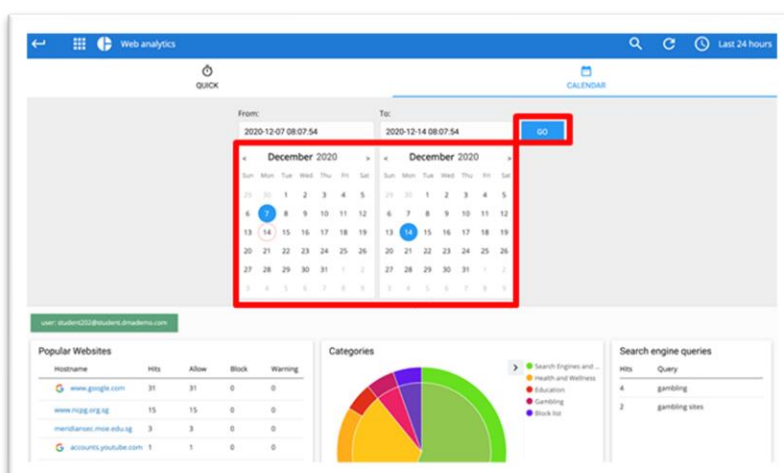 Web analytics
Last 24 hours
QUICK
CALENDAR
From:
To:
2020-12-07 08:07:54
2020-12-14 08:07:54
GO
< December 2020 >
< December 2020 >
Sun Mon Tue Wed Thu Fri Sat
Sun Mon Tue Wed Thu Fri Sat
29 30 1 2 3 4 5
29 30 1 2 3 4 5
6 7 8 9 10 11 12
6 7 8 9 10 11 12
13 14 15 16 17 18 19
13 14 15 16 17 18 19
20 21 22 23 24 25 26
20 21 22 23 24 25 26
27 28 29 30 31 1 2
27 28 29 30 31 1 2
3 4 5 6 7 8 9
3 4 5 6 7 8 9
user: student202@student.dmademo.com
Popular Websites
Hostname Hits Allow Block Warning
www.google.com 31 31 0 0
www.ncpg.org.sg 15 15 0 0
meridiansec.moe.edu.sg 3 3 0 0
accounts.youtube.com 1 1 0 0
Categories
Search Engines and ...
Health and Wellness
Education
Gambling
Block list
Search engine queries
Hits Query
4 gambling
2 gambling sites